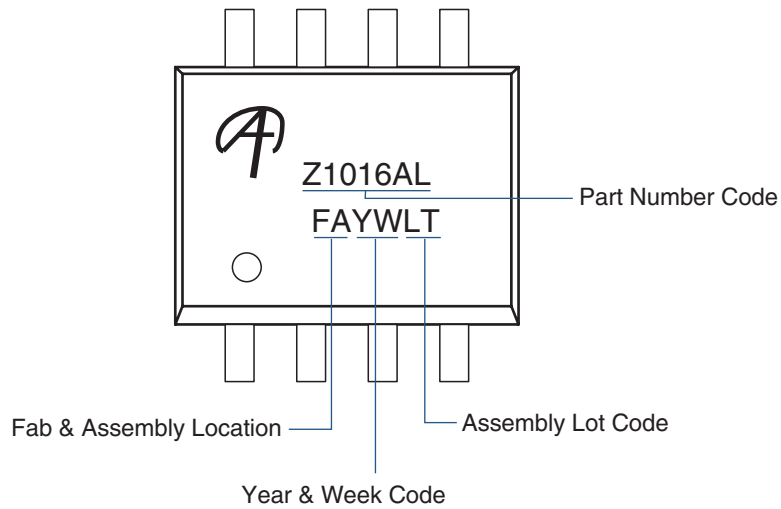 Z1016AL
Part Number Code
FAYWLT
Fab & Assembly Location
Assembly Lot Code
Year & Week Code